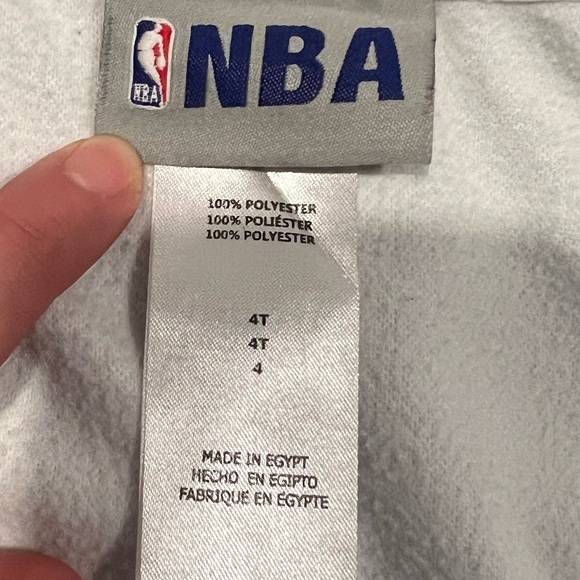 NBA
NBA
100% POLYESTER
100% POLIÉSTER
100% POLYESTER
4T
4T
4
MADE IN EGYPT
HECHO EN EGIPTO
FABRIQUE EN EGYPTE